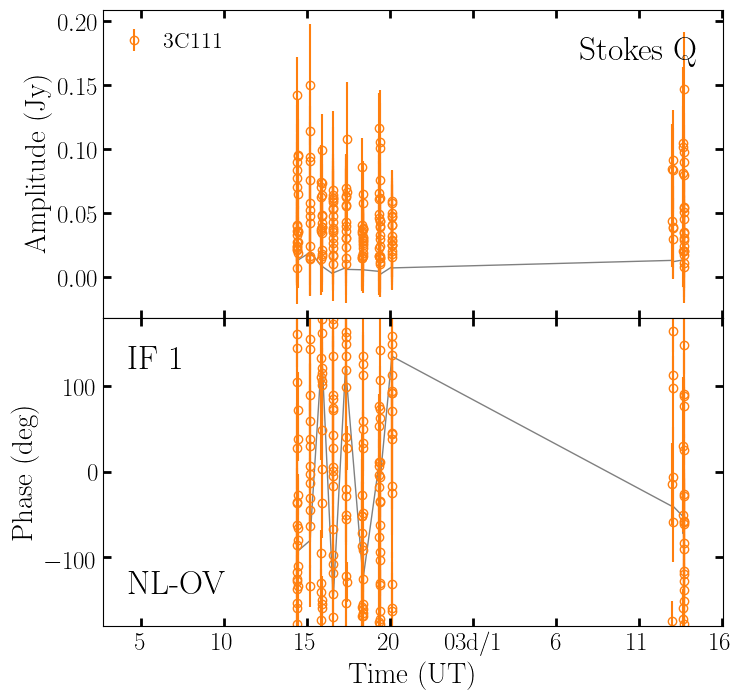 0.20
0.15
0.10
0.05
0.00
Amplitude (Jy)
3C111
Stokes Q
100
0
−100
Phase (deg)
IF 1
NL-OV
5 10 15 20 03d/1 6 11 16
Time (UT)